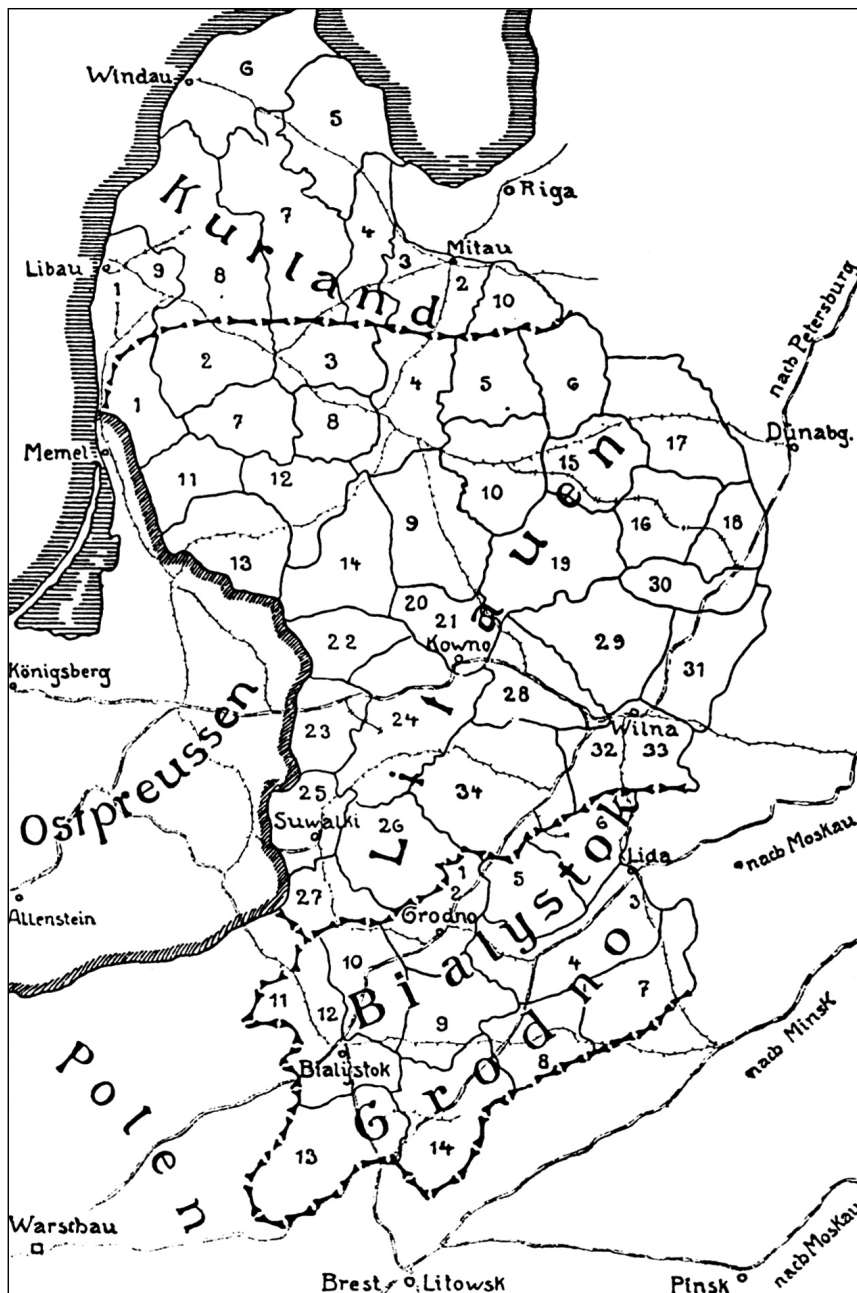 6
Windau
5
Riga
Kurland
7
4
3
Mitau
2
10
Libau
1
9
8
nach Petersburg
2
3
4
5
6
1
7
8
Memel
Dünabg.
17
15
11
12
10
16
18
9
13
14
19
30
20
21
Kowno
22
29
31
Königsberg
28
Litauen
23
24
Wilna
32
33
Ostpreussen
25
Suwalki
26
34
6
Lida
nach Moskau
27
1
2
5
3
Allenstein
Grodno
10
4
7
11
12
9
Bialystok
8
nach Minsk
Bialystok
Grodno
Polen
13
14
Warschau
Brest Litowsk
Pinsk
nach Moskau